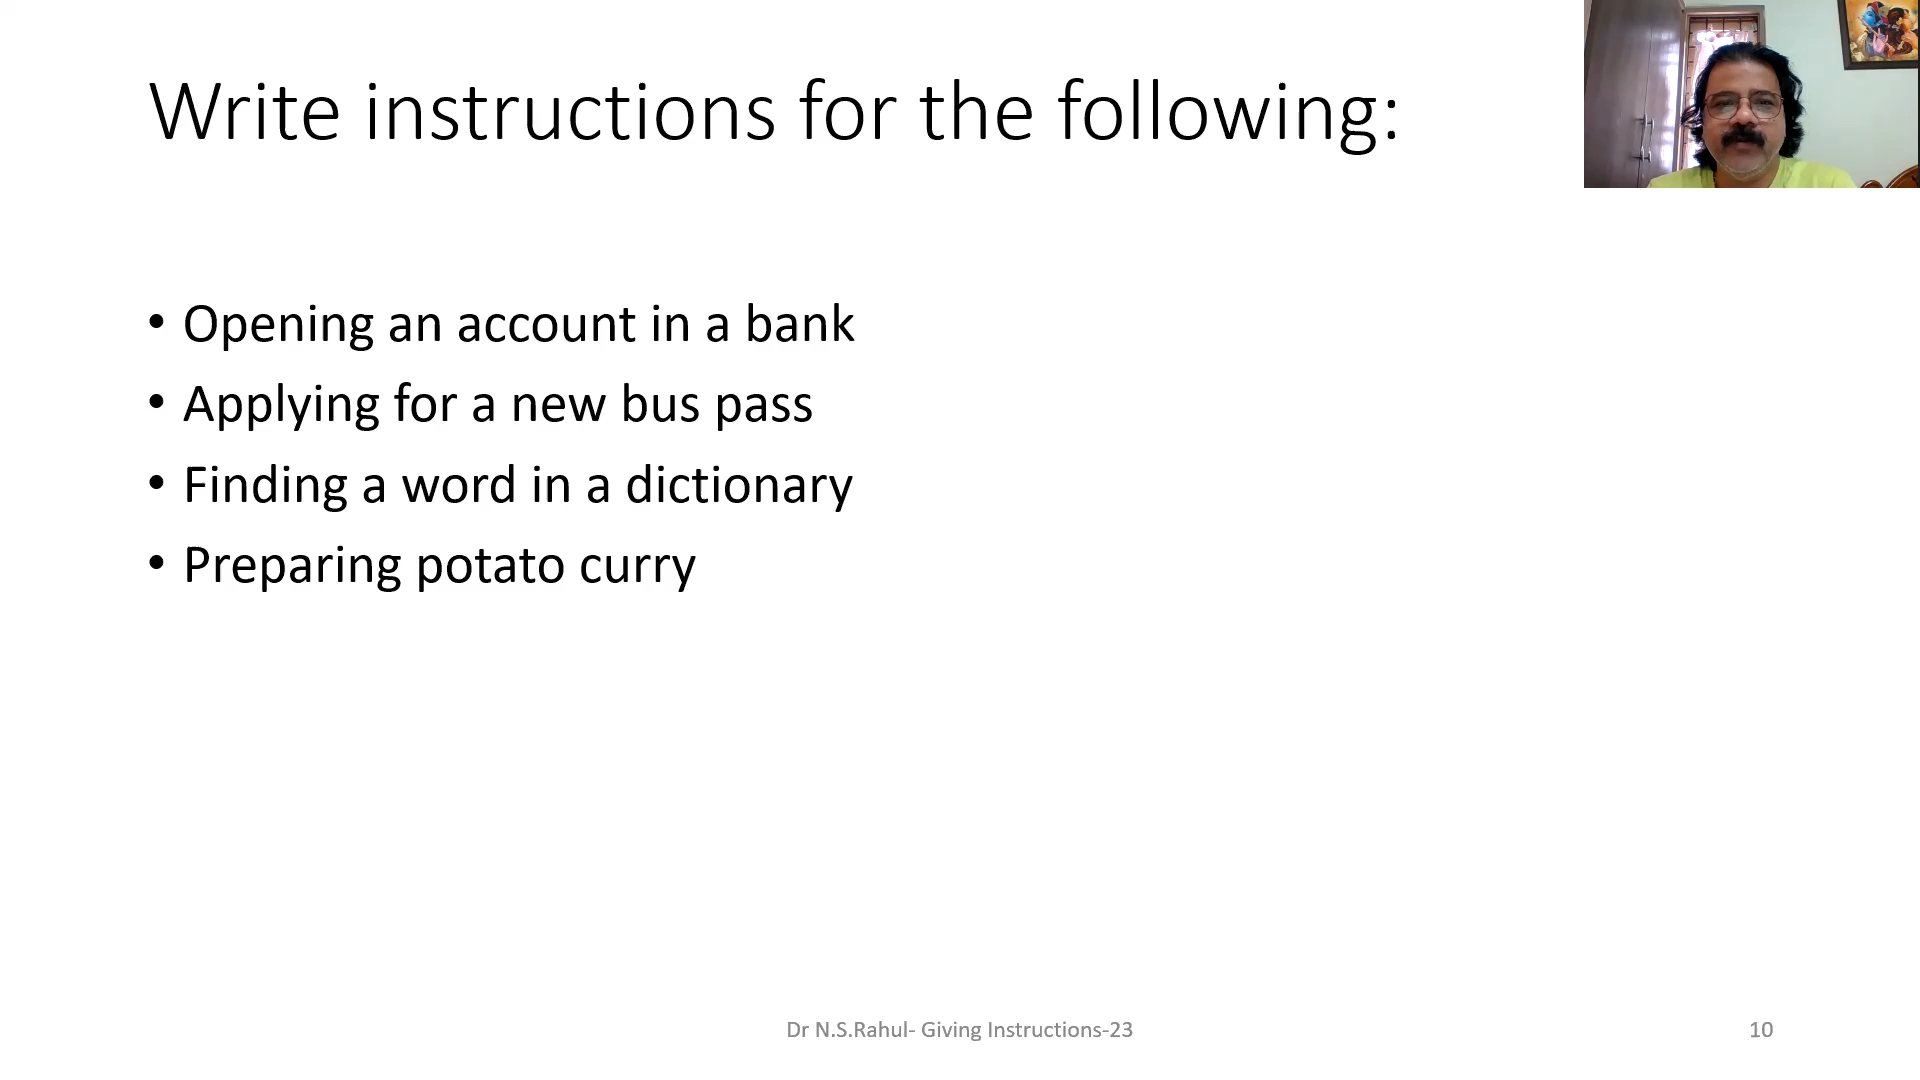 Write instructions for the following:
• Opening an account in a bank
• Applying for a new bus pass
• Finding a word in a dictionary
• Preparing potato curry
Dr N.S.Rahul- Giving Instructions-23
10